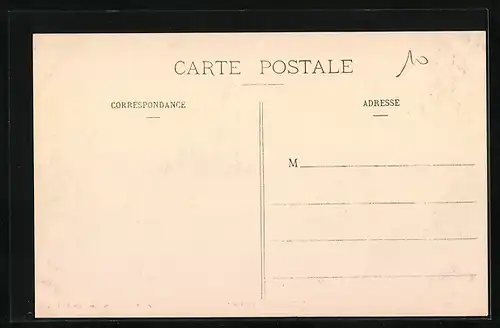 CARTE POSTALE
10
CORRESPONDANCE
ADRESSE
M